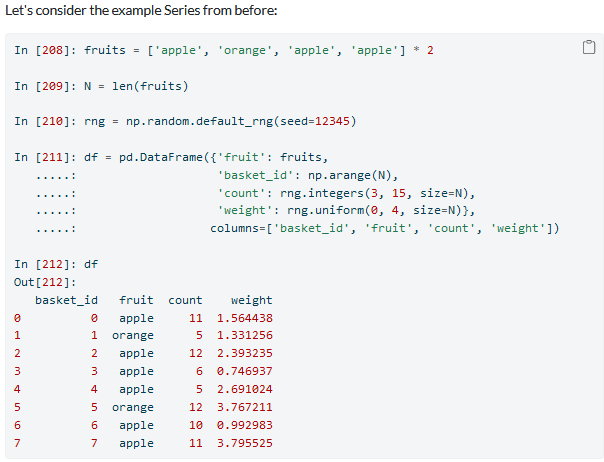 Let's consider the example Series from before:
In [208]: fruits = ['apple', 'orange', 'apple', 'apple'] * 2
In [209]: N = len(fruits)
In [210]: rng = np.random.default_rng(seed=12345)
In [211]: df = pd.DataFrame({'fruit': fruits,
.....:                    'basket_id': np.arange(N),
.....:                    'count': rng.integers(3, 15, size=N),
.....:                    'weight': rng.uniform(0, 4, size=N)},
.....:                   columns=['basket_id', 'fruit', 'count', 'weight'])
In [212]: df
Out[212]:
basket_id   fruit  count    weight
0          0   apple     11  1.564438
1          1  orange      5  1.331256
2          2   apple     12  2.393235
3          3   apple      6  0.746937
4          4   apple      5  2.691024
5          5  orange     12  3.767211
6          6   apple     10  0.992983
7          7   apple     11  3.795525